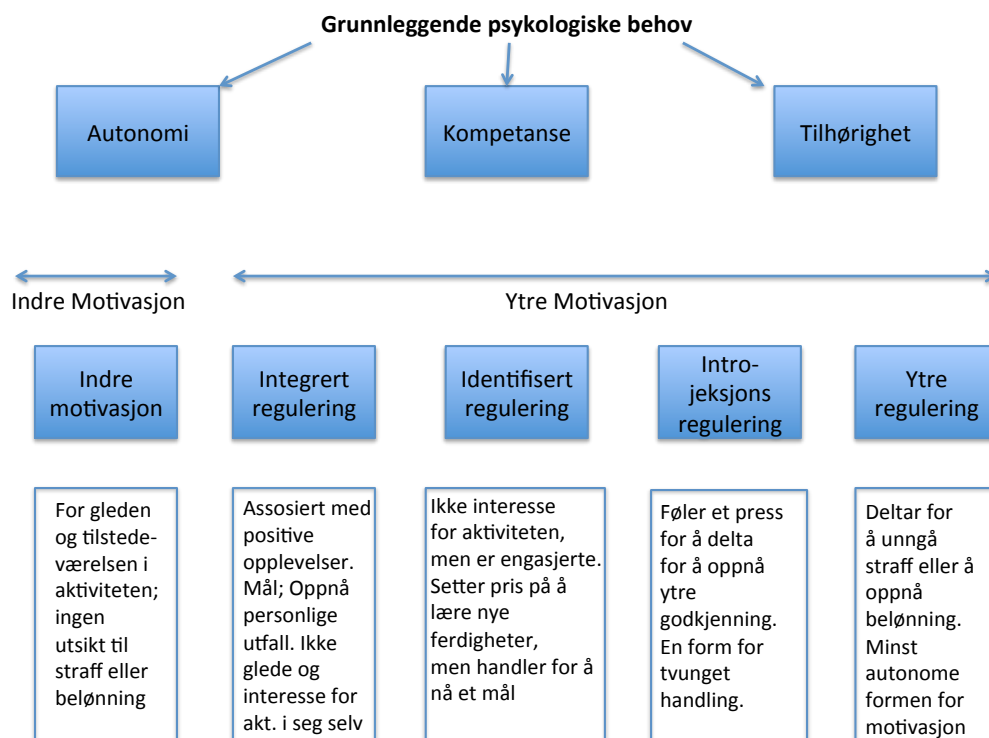 Grunnleggende psykologiske behov
Autonomi
Kompetanse
Tilhørighet
Indre Motivasjon
Ytre Motivasjon
Indre
motivasjon
Integrert
regulering
Identifisert
regulering
Intro-
jeksjons
regulering
Ytre
regulering
For gleden
og tilstede-
værelsen i
aktiviteten;
ingen
utsikt til
straff eller
belønning
Assosiert med
positive
opplevelser.
Mål; Oppnå
personlige
utfall. Ikke
glede og
interesse for
akt. i seg selv
Ikke interesse
for aktiviteten,
men er engasjerte.
Setter pris på å
lære nye
ferdigheter,
men handler for å
nå et mål
Føler et press
for å delta
for å oppnå
ytre
godkjenning.
En form for
tvunget
handling.
Deltar for
å unngå
straff eller å
oppnå
belønning.
Minst
autonome
formen for
motivasjon